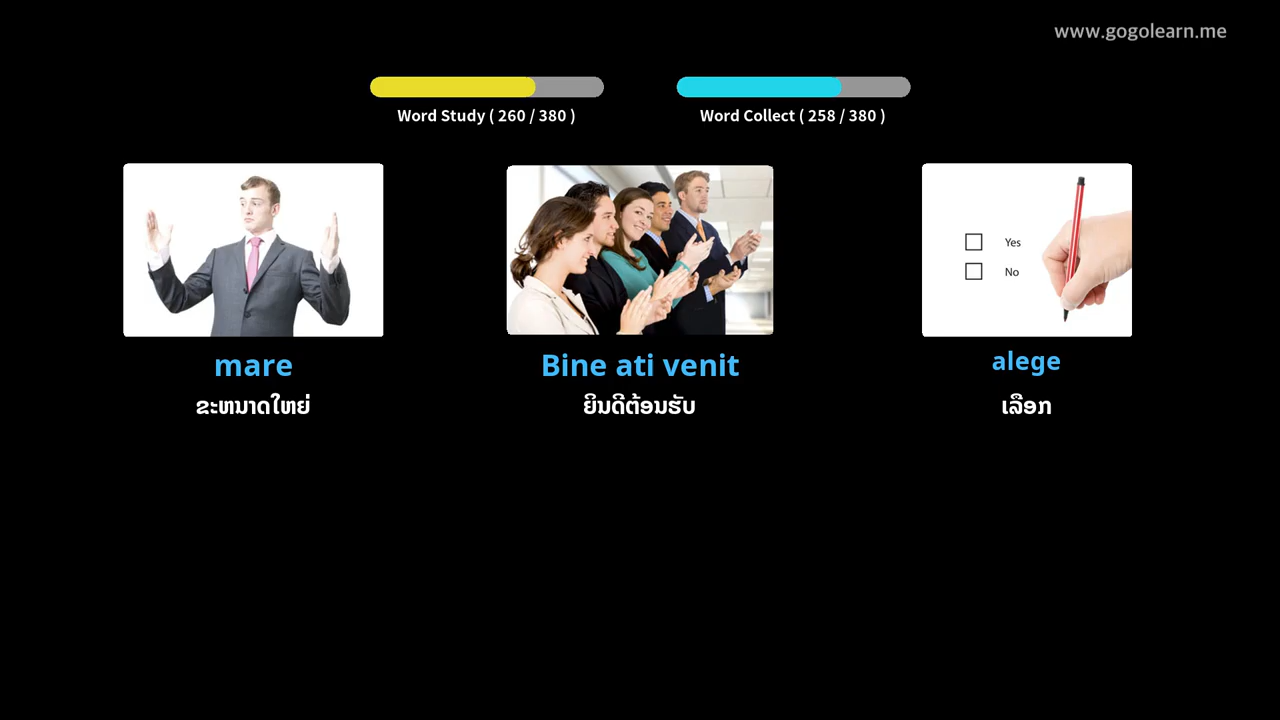 www.gogolearn.me
Word Study ( 260 / 380 )
Word Collect ( 258 / 380 )
Yes
No
mare
Bine ati venit
alege
ຂະຫນາດໃຫຍ່
ຍິນດີຕ້ອນຮັບ
ເລືອກ